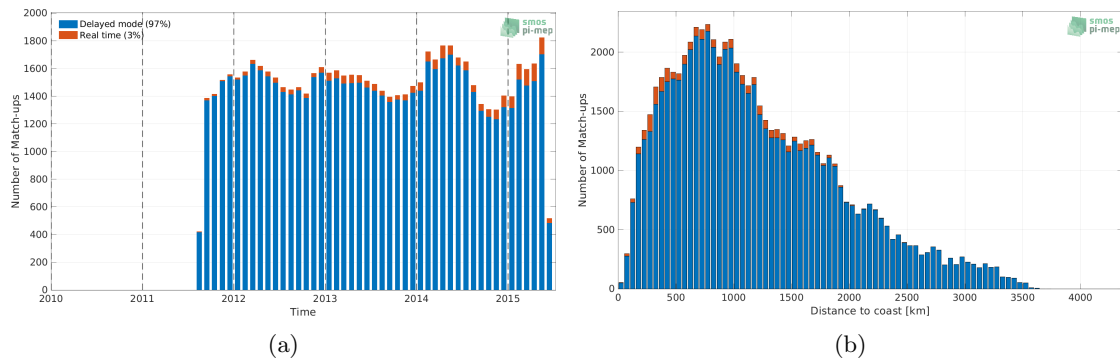 Delayed mode (97%)
Real time (3%)
smos
pi-mep
2000
1800
1600
1400
1200
1000
800
600
400
200
0
Number of Match-ups
2010
2011
2012
2013
2014
2015
Time
(a)
smos
pi-mep
2000
1500
1000
500
0
Number of Match-ups
0
500
1000
1500
2000
2500
3000
3500
4000
Distance to coast [km]
(b)